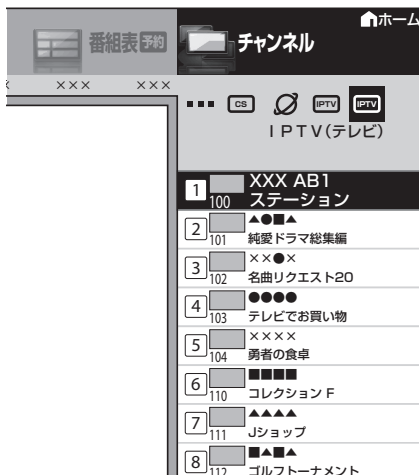 ホーム
番組表 予約
チャンネル
××× ×××
CS IPTV IPTV
IPTV(テレビ)
1 100 XXX AB1
ステーション
2 101 ▲●■▲
純愛ドラマ総集編
3 102 ××●×
名曲リクエスト20
4 103 ●●●●
テレビでお買い物
5 104 ××××
勇者の食卓
6 110 ■■■■
コレクション F
7 111 ▲▲▲▲
Jショップ
8 112 ■▲■▲
ゴルフトーナメント